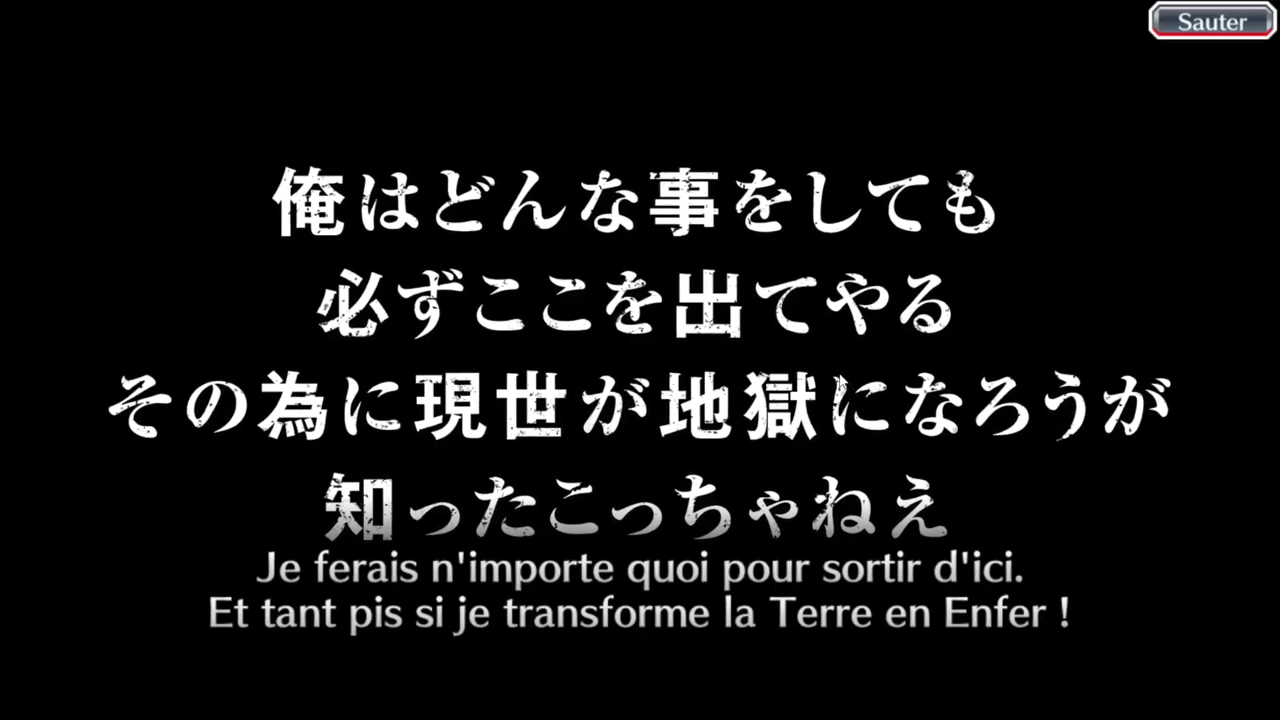 Sauter
俺はどんな事をしても
必ずここを出てやる
その為に現世が地獄になろうが
知ったこっちゃねえ
Je ferais n'importe quoi pour sortir d'ici.
Et tant pis si je transforme la Terre en Enfer !